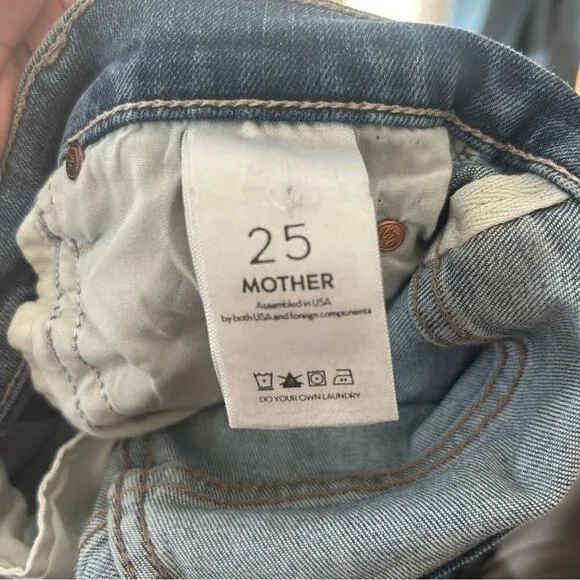 25
MOTHER
Assembled in USA
by both USA and foreign components
DO YOUR OWN LAUNDRY